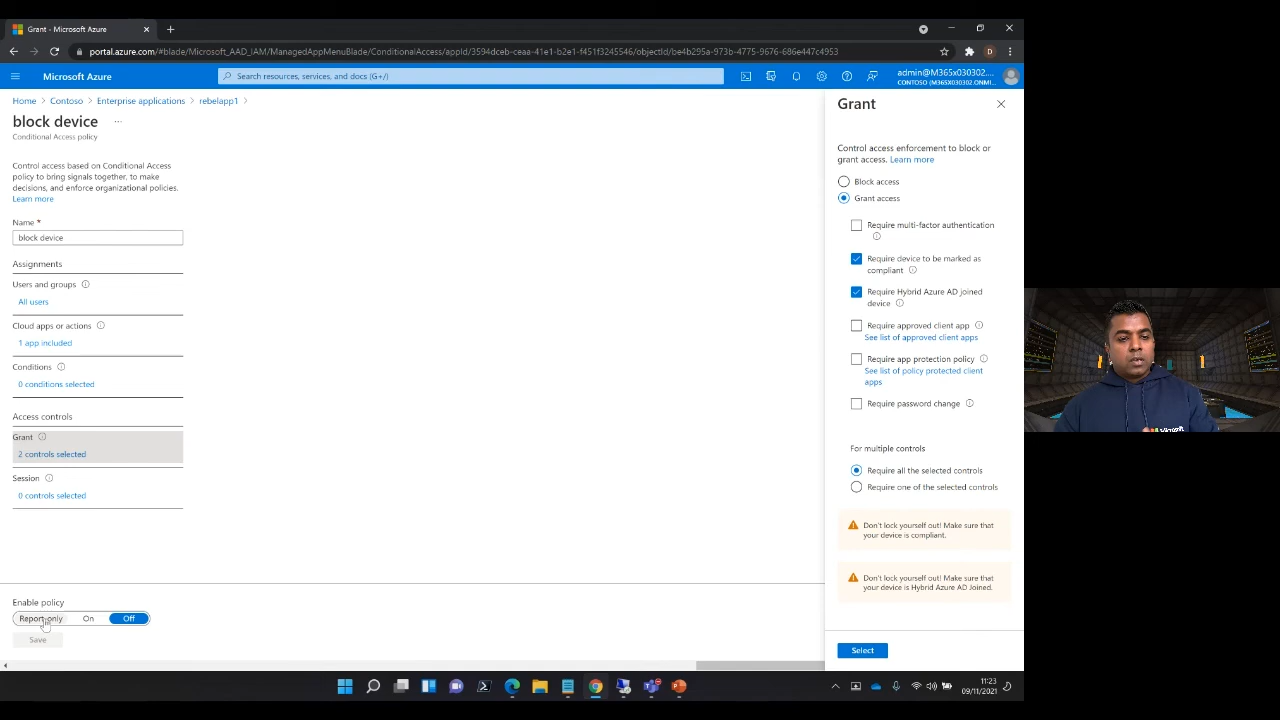 Grant - Microsoft Azure
portal.azure.com/#blade/Microsoft_AAD_IAM/ManagedAppMenuBlade/ConditionalAccess/appId/3594dceb-ceaa-41e1-b2e1-f451f3245546/objectId/be4b295a-973b-4775-9676-686e447c4953
D
Microsoft Azure
Search resources, services, and docs (G+/)
admin@M365x030302....
CONTOSO (M365X030302.ONMI...
Home > Contoso > Enterprise applications > rebelapp1 >
block device ...
Conditional Access policy
Control access based on Conditional Access
policy to bring signals together, to make
decisions, and enforce organizational policies.
Learn more
Name *
block device
Assignments
Users and groups
All users
Cloud apps or actions
1 app included
Conditions
0 conditions selected
Access controls
Grant
2 controls selected
Session
0 controls selected
Enable policy
Report-only On Off
Save
Grant
Control access enforcement to block or
grant access. Learn more
Block access
Grant access
Require multi-factor authentication
Require device to be marked as
compliant
Require Hybrid Azure AD joined
device
Require approved client app
See list of approved client apps
Require app protection policy
See list of policy protected client
apps
Require password change
For multiple controls
Require all the selected controls
Require one of the selected controls
Don't lock yourself out! Make sure that
your device is compliant.
Don't lock yourself out! Make sure that
your device is Hybrid Azure AD Joined.
Select
11:23
09/11/2021